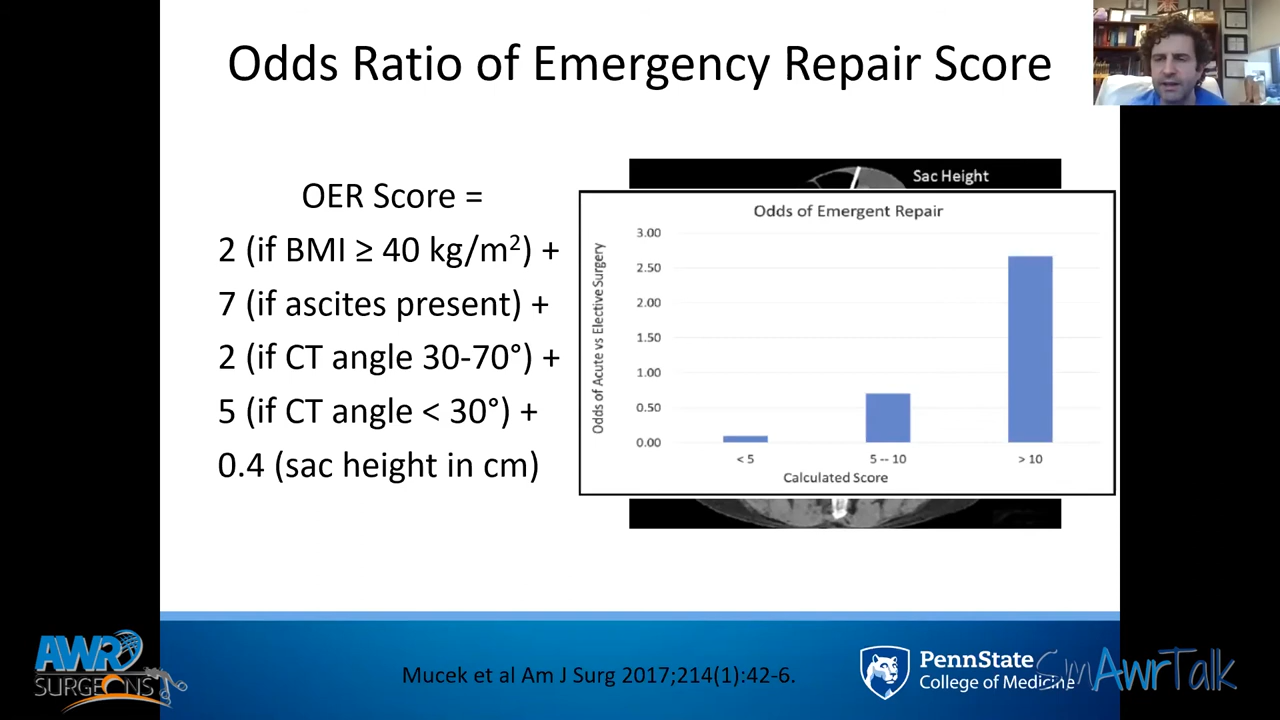 Odds Ratio of Emergency Repair Score
OER Score =
2 (if BMI ≥ 40 kg/m²) +
7 (if ascites present) +
2 (if CT angle 30-70°) +
5 (if CT angle < 30°) +
0.4 (sac height in cm)
Sac Height
Odds of Emergent Repair
Odds of Acute vs Elective Surgery
3.00
2.50
2.00
1.50
1.00
0.50
0.00
< 5
5 -- 10
> 10
Calculated Score
AWR
SURGEONS
Mucek et al Am J Surg 2017;214(1):42-6.
PennState
College of Medicine
SmAwrTalk